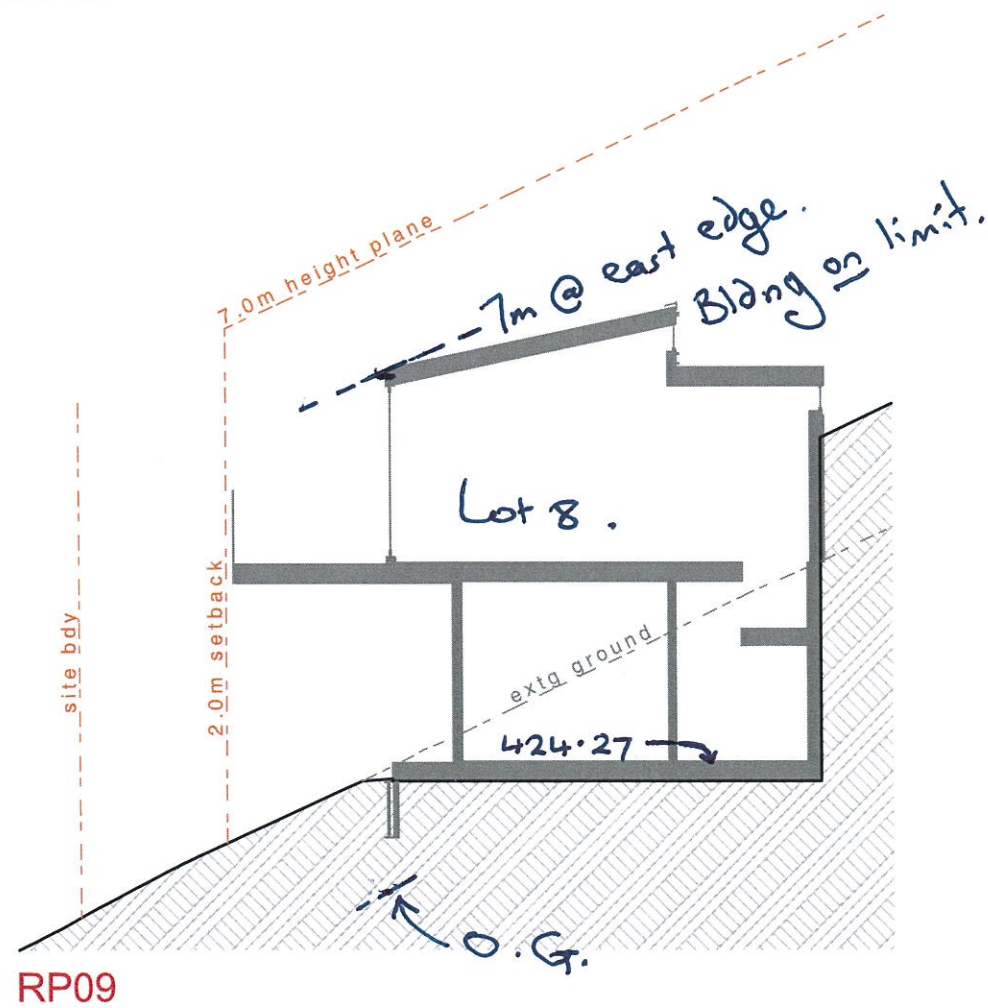 7.0m height plane
7m @ east edge.
Bldng on limit.
Lot 8.
site bdy
2.0m setback
extg ground
424.27
O.G.
RP09